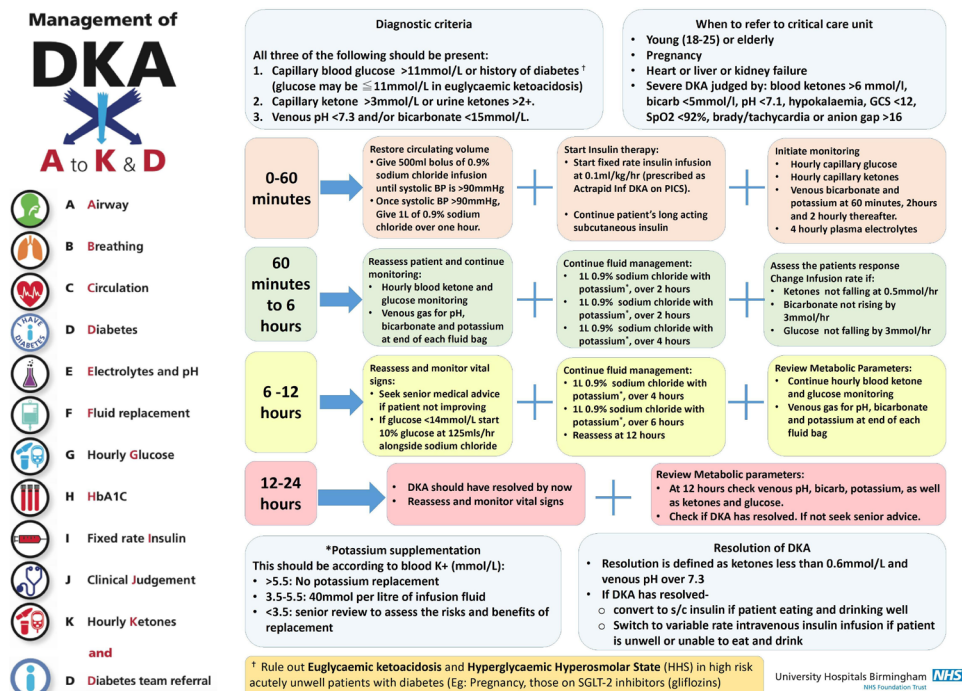 Management of
DKA
A to K & D
A Airway
B Breathing
C Circulation
I HAVE
DIABETES
D Diabetes
E Electrolytes and pH
F Fluid replacement
G Hourly Glucose
H HbA1C
I Fixed rate Insulin
J Clinical Judgement
K Hourly Ketones
and
D Diabetes team referral
Diagnostic criteria
All three of the following should be present:
1. Capillary blood glucose >11mmol/L or history of diabetes †
(glucose may be ≦11mmol/L in euglycaemic ketoacidosis)
2. Capillary ketone >3mmol/L or urine ketones >2+.
3. Venous pH <7.3 and/or bicarbonate <15mmol/L.
When to refer to critical care unit
• Young (18-25) or elderly
• Pregnancy
• Heart or liver or kidney failure
• Severe DKA judged by: blood ketones >6 mmol/l,
bicarb <5mmol/l, pH <7.1, hypokalaemia, GCS <12,
SpO2 <92%, brady/tachycardia or anion gap >16
0-60
minutes
Restore circulating volume
• Give 500ml bolus of 0.9%
sodium chloride infusion
until systolic BP is >90mmHg
• Once systolic BP >90mmHg,
Give 1L of 0.9% sodium
chloride over one hour.
Start Insulin therapy:
• Start fixed rate insulin infusion
at 0.1ml/kg/hr (prescribed as
Actrapid Inf DKA on PICS).
• Continue patient's long acting
subcutaneous insulin
Initiate monitoring
• Hourly capillary glucose
• Hourly capillary ketones
• Venous bicarbonate and
potassium at 60 minutes, 2hours
and 2 hourly thereafter.
• 4 hourly plasma electrolytes
60
minutes
to 6
hours
Reassess patient and continue
monitoring:
• Hourly blood ketone and
glucose monitoring
• Venous gas for pH,
bicarbonate and potassium
at end of each fluid bag
Continue fluid management:
• 1L 0.9% sodium chloride with
potassium*, over 2 hours
• 1L 0.9% sodium chloride with
potassium*, over 2 hours
• 1L 0.9% sodium chloride with
potassium*, over 4 hours
Assess the patients response
Change Infusion rate if:
• Ketones not falling at 0.5mmol/hr
• Bicarbonate not rising by
3mmol/hr
• Glucose not falling by 3mmol/hr
6 -12
hours
Reassess and monitor vital
signs:
• Seek senior medical advice
if patient not improving
• If glucose <14mmol/L start
10% glucose at 125mls/hr
alongside sodium chloride
Continue fluid management:
• 1L 0.9% sodium chloride with
potassium*, over 4 hours
• 1L 0.9% sodium chloride with
potassium*, over 6 hours
• Reassess at 12 hours
Review Metabolic Parameters:
• Continue hourly blood ketone
and glucose monitoring
• Venous gas for pH, bicarbonate
and potassium at end of each
fluid bag
12-24
hours
• DKA should have resolved by now
• Reassess and monitor vital signs
Review Metabolic parameters:
• At 12 hours check venous pH, bicarb, potassium, as well
as ketones and glucose.
• Check if DKA has resolved. If not seek senior advice.
*Potassium supplementation
This should be according to blood K+ (mmol/L):
• >5.5: No potassium replacement
• 3.5-5.5: 40mmol per litre of infusion fluid
• <3.5: senior review to assess the risks and benefits of
replacement
Resolution of DKA
• Resolution is defined as ketones less than 0.6mmol/L and
venous pH over 7.3
• If DKA has resolved-
o convert to s/c insulin if patient eating and drinking well
o Switch to variable rate intravenous insulin infusion if patient
is unwell or unable to eat and drink
† Rule out Euglycaemic ketoacidosis and Hyperglycaemic Hyperosmolar State (HHS) in high risk
acutely unwell patients with diabetes (Eg: Pregnancy, those on SGLT-2 inhibitors (gliflozins)
University Hospitals Birmingham NHS
NHS Foundation Trust